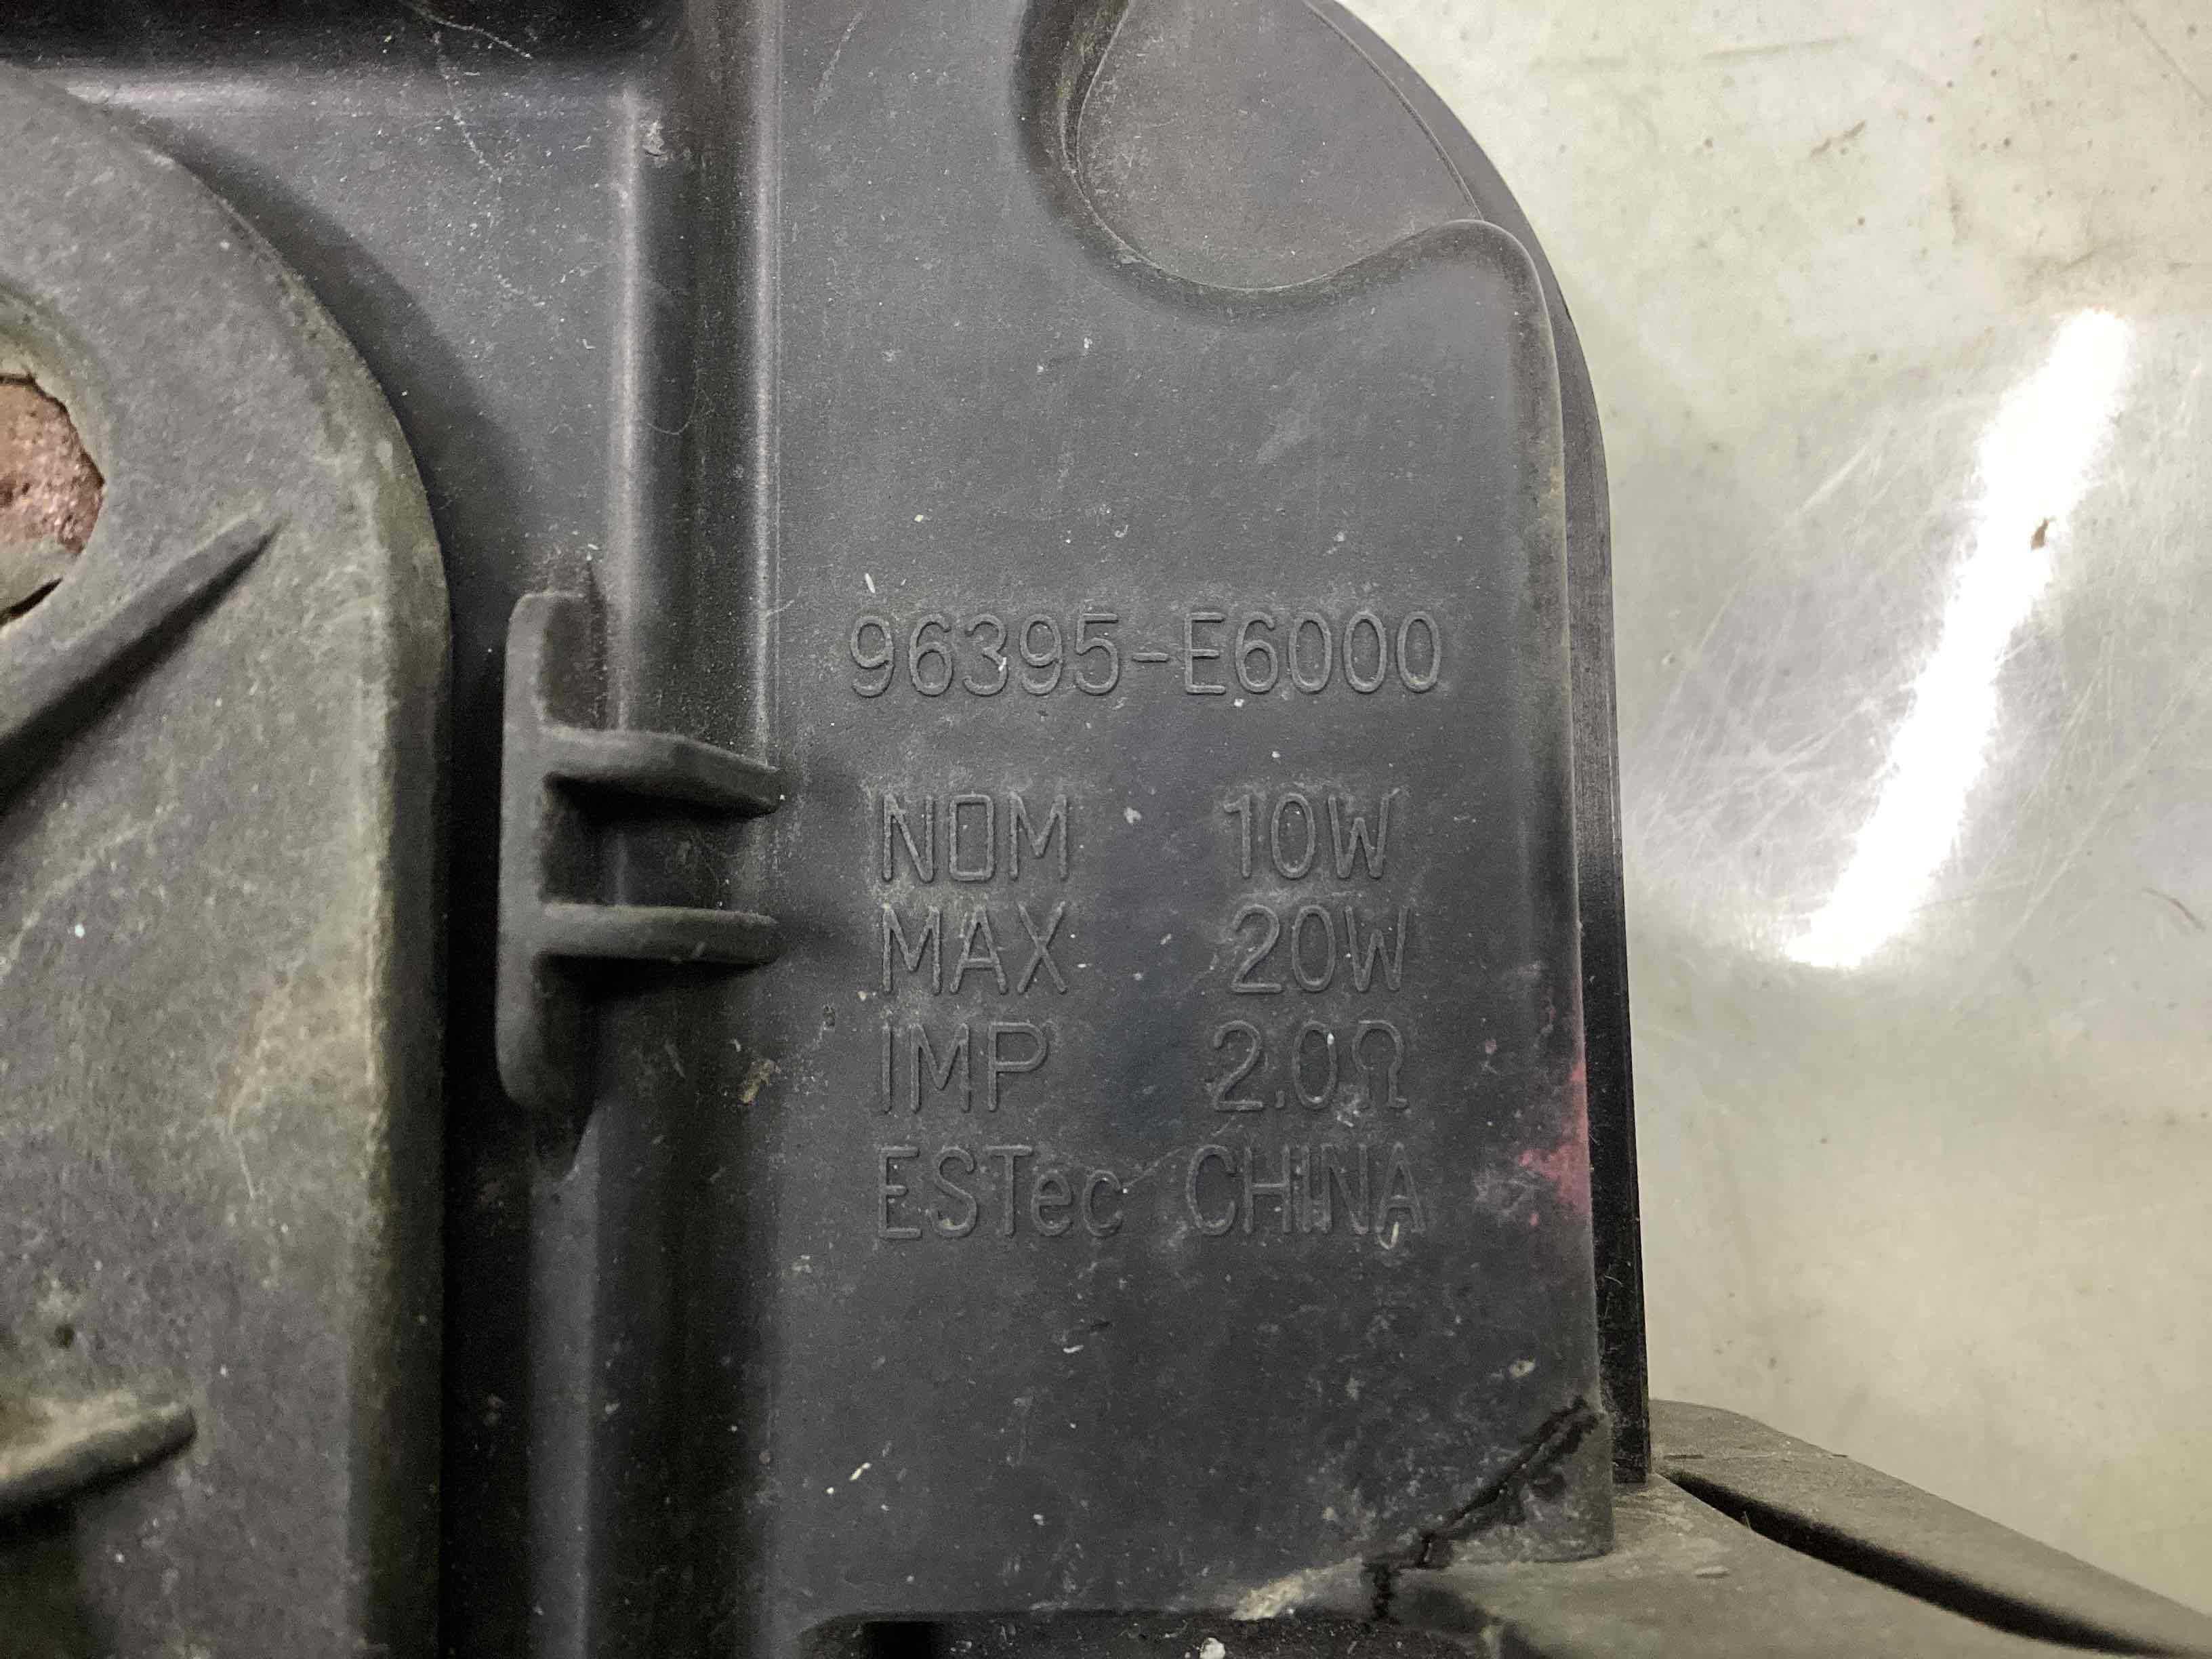 96395-E6000
NOM 10W
MAX 20W
IMP 2.0Ω
ESTec CHINA